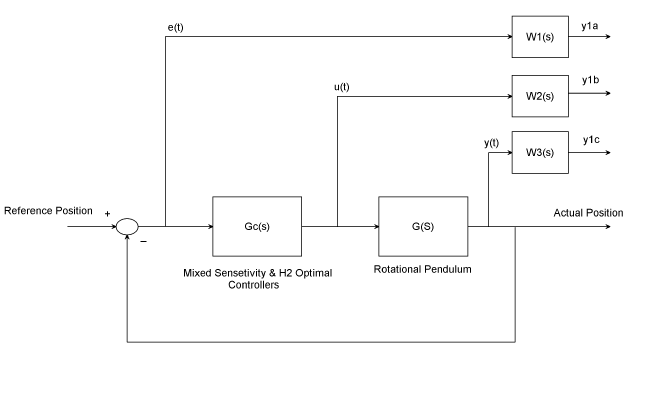 e(t)
W1(s)
y1a
u(t)
W2(s)
y1b
y(t)
W3(s)
y1c
Reference Position
+
Gc(s)
G(S)
Actual Position
–
Mixed Sensetivity & H2 Optimal
Controllers
Rotational Pendulum